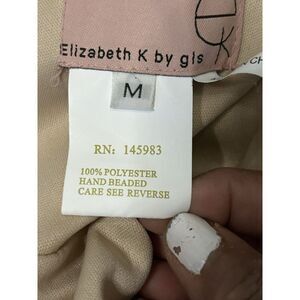 Elizabeth K by gls
M
RN: 145983
100% POLYESTER
HAND BEADED
CARE SEE REVERSE